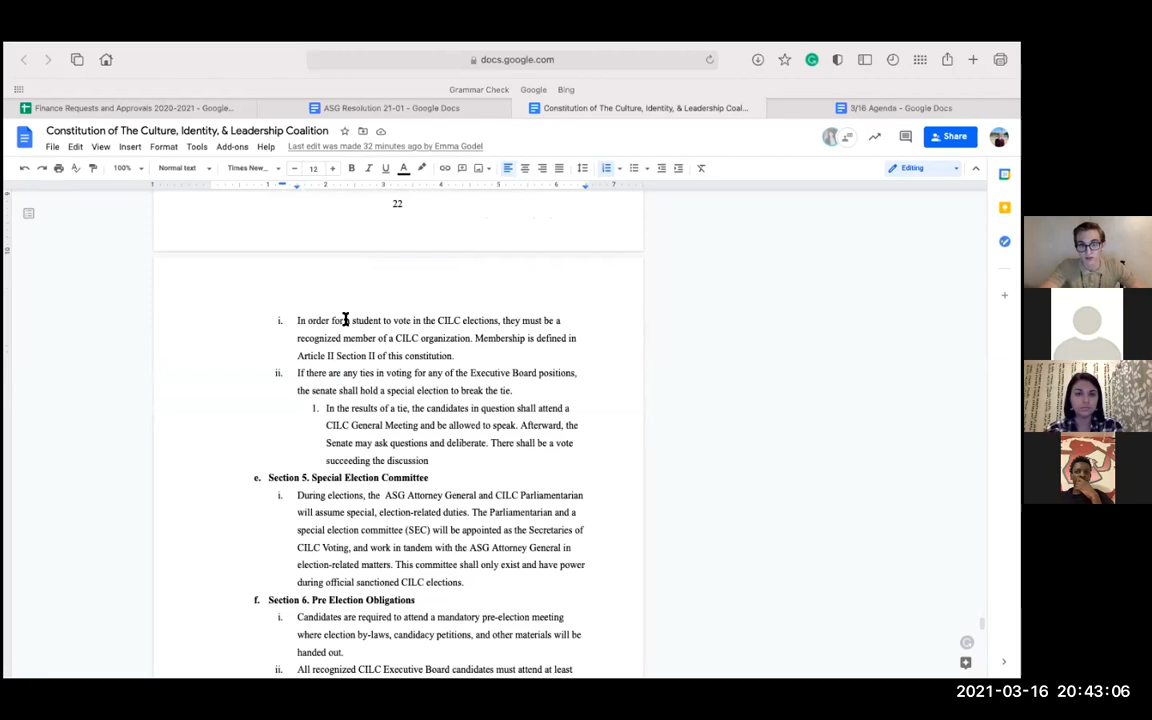 docs.google.com
Grammar Check Google Bing
Finance Requests and Approvals 2020-2021 - Google...
ASG Resolution 21-01 - Google Docs
Constitution of The Culture, Identity, & Leadership Coal...
3/16 Agenda - Google Docs
Constitution of The Culture, Identity, & Leadership Coalition
File Edit View Insert Format Tools Add-ons Help Last edit was made 32 minutes ago by Emma Godel
Share
100% Normal text Times New... 12 Editing
1 1 2 3 4 5 6 7
22
i. In order for student to vote in the CILC elections, they must be a
recognized member of a CILC organization. Membership is defined in
Article II Section II of this constitution.
ii. If there are any ties in voting for any of the Executive Board positions,
the senate shall hold a special election to break the tie.
1. In the results of a tie, the candidates in question shall attend a
CILC General Meeting and be allowed to speak. Afterward, the
Senate may ask questions and deliberate. There shall be a vote
succeeding the discussion
e. Section 5. Special Election Committee
i. During elections, the ASG Attorney General and CILC Parliamentarian
will assume special, election-related duties. The Parliamentarian and a
special election committee (SEC) will be appointed as the Secretaries of
CILC Voting, and work in tandem with the ASG Attorney General in
election-related matters. This committee shall only exist and have power
during official sanctioned CILC elections.
f. Section 6. Pre Election Obligations
i. Candidates are required to attend a mandatory pre-election meeting
where election by-laws, candidacy petitions, and other materials will be
handed out.
ii. All recognized CILC Executive Board candidates must attend at least
2021-03-16 20:43:06